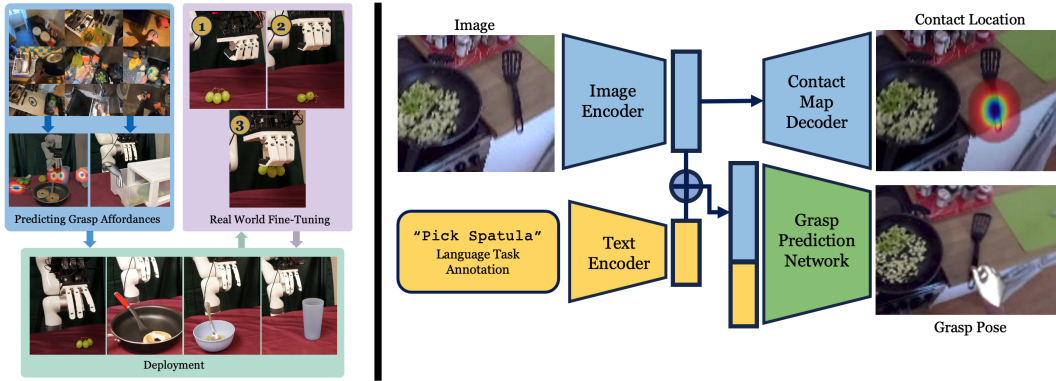 1
2
3
Predicting Grasp Affordances
Real World Fine-Tuning
Deployment
Image
Image
Encoder
Contact
Map
Decoder
Contact Location
“Pick Spatula”
Language Task
Annotation
Text
Encoder
Grasp
Prediction
Network
Grasp Pose